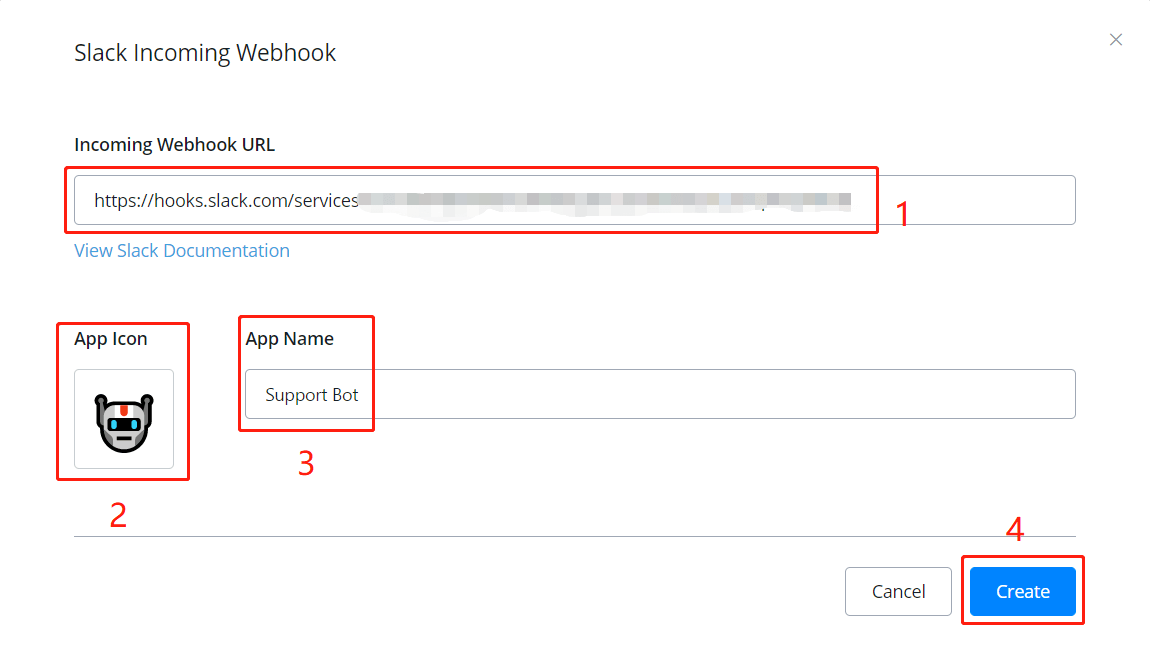 Slack Incoming Webhook
Incoming Webhook URL
https://hooks.slack.com/services
1
View Slack Documentation
App Icon
App Name
Support Bot
3
2
4
Cancel
Create